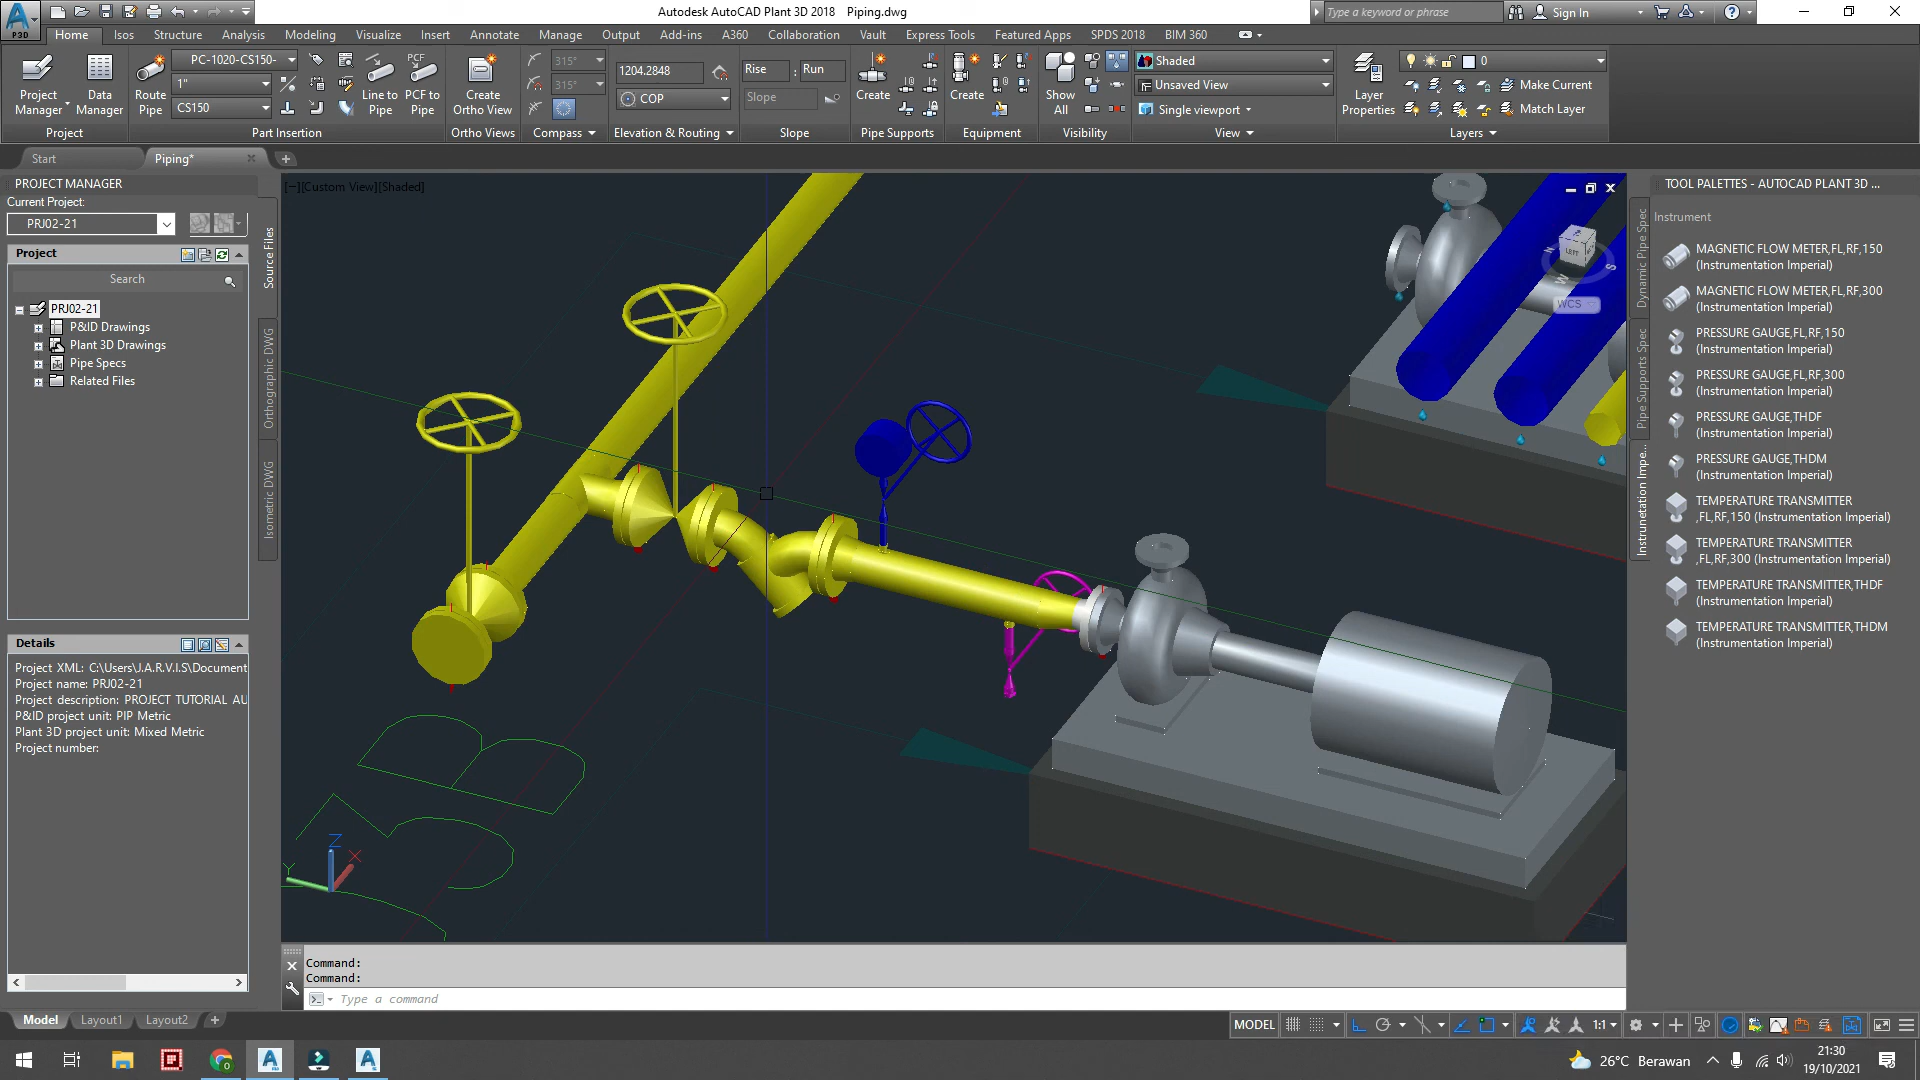 Autodesk AutoCAD Plant 3D 2018 Piping.dwg
Type a keyword or phrase
Sign In
P3D
Home Isos Structure Analysis Modeling Visualize Insert Annotate Manage Output Add-ins A360 Collaboration Vault Express Tools Featured Apps SPDS 2018 BIM 360
Project Manager
Data Manager
Project
Route Pipe
PC-1020-CS150-
1"
CS150
Line to Pipe
PCF
PCF to Pipe
Part Insertion
Create Ortho View
Ortho Views
315°
315°
Compass
1204.2848
COP
Elevation & Routing
Rise : Run
Slope
Slope
Create
Pipe Supports
Create
Equipment
Show All
Visibility
Shaded
Unsaved View
Single viewport
View
Layer Properties
0
Make Current
Match Layer
Layers
Start
Piping*
PROJECT MANAGER
Current Project:
PRJ02-21
Project
Search
PRJ02-21
P&ID Drawings
Plant 3D Drawings
Pipe Specs
Related Files
Source Files
Orthographic DWG
Isometric DWG
Details
Project XML: C:\Users\J.A.R.V.I.S\Document
Project name: PRJ02-21
Project description: PROJECT TUTORIAL AU
P&ID project unit: PIP Metric
Plant 3D project unit: Mixed Metric
Project number:
[−][Custom View][Shaded]
LEFT
N
W
S
WCS
B
Z
X
Y
TOOL PALETTES - AUTOCAD PLANT 3D ...
Instrument
Dynamic Pipe Spec
Pipe Supports Spec
Instrunetation Impe...
MAGNETIC FLOW METER,FL,RF,150
(Instrumentation Imperial)
MAGNETIC FLOW METER,FL,RF,300
(Instrumentation Imperial)
PRESSURE GAUGE,FL,RF,150
(Instrumentation Imperial)
PRESSURE GAUGE,FL,RF,300
(Instrumentation Imperial)
PRESSURE GAUGE,THDF
(Instrumentation Imperial)
PRESSURE GAUGE,THDM
(Instrumentation Imperial)
TEMPERATURE TRANSMITTER
,FL,RF,150 (Instrumentation Imperial)
TEMPERATURE TRANSMITTER
,FL,RF,300 (Instrumentation Imperial)
TEMPERATURE TRANSMITTER,THDF
(Instrumentation Imperial)
TEMPERATURE TRANSMITTER,THDM
(Instrumentation Imperial)
Command:
Command:
Type a command
Model Layout1 Layout2
MODEL
1:1
26°C Berawan
21:30
19/10/2021